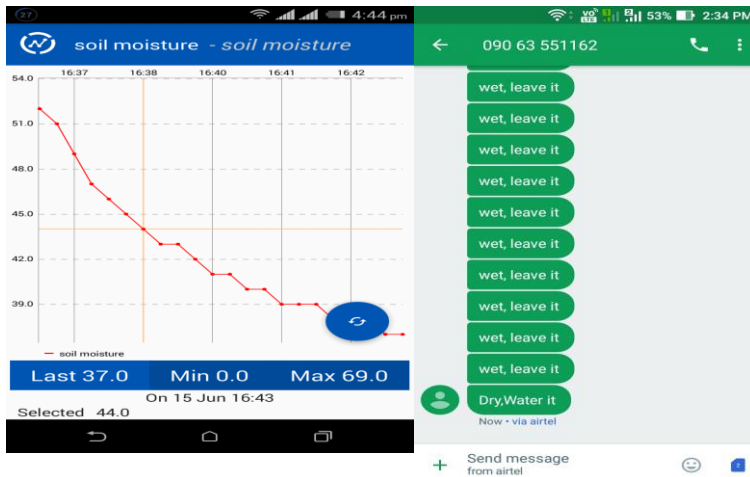 27
4:44 pm
soil moisture - soil moisture
16:37 16:38 16:40 16:41 16:42
54.0
51.0
48.0
45.0
42.0
39.0
soil moisture
Last 37.0 Min 0.0 Max 69.0
On 15 Jun 16:43
Selected 44.0
53% 2:34 PM
090 63 551162
wet, leave it
wet, leave it
wet, leave it
wet, leave it
wet, leave it
wet, leave it
wet, leave it
wet, leave it
wet, leave it
wet, leave it
Dry,Water it
Now • via airtel
Send message
from airtel